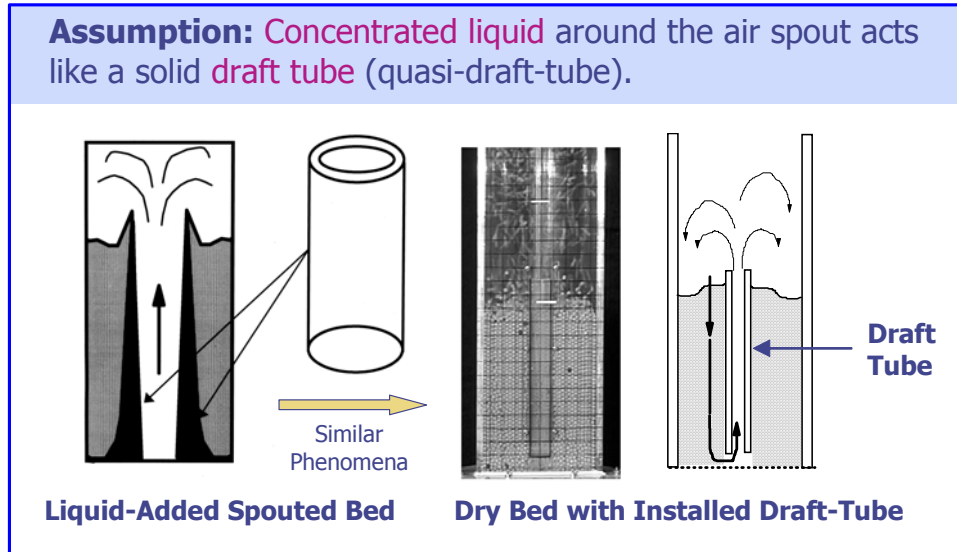 Assumption: Concentrated liquid around the air spout acts
like a solid draft tube (quasi-draft-tube).
Similar
Phenomena
Draft
Tube
Liquid-Added Spouted Bed
Dry Bed with Installed Draft-Tube